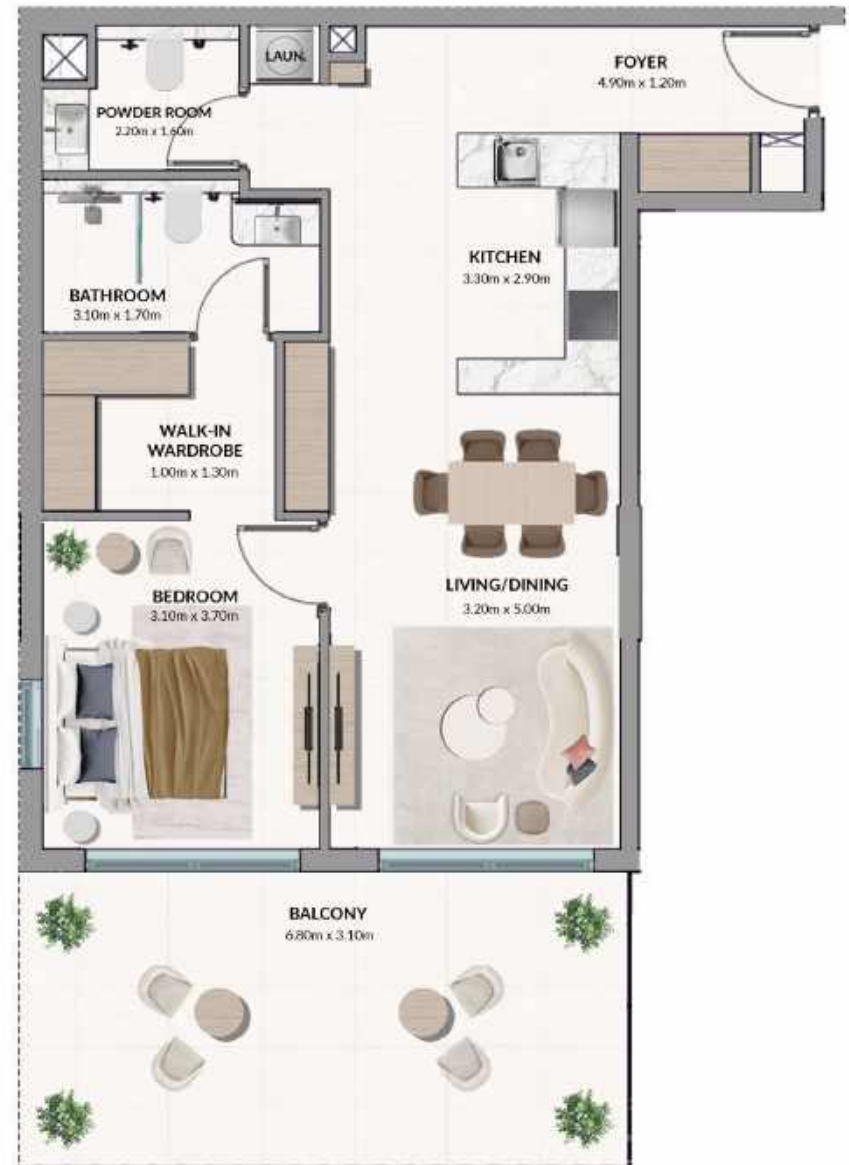 LAUN.
FOYER
4.90m x 1.20m
POWDER ROOM
2.20m x 1.60m
KITCHEN
3.30m x 2.90m
BATHROOM
3.10m x 1.70m
WALK-IN
WARDROBE
1.00m x 1.30m
BEDROOM
3.10m x 3.70m
LIVING/DINING
3.20m x 5.00m
BALCONY
6.80m x 3.10m